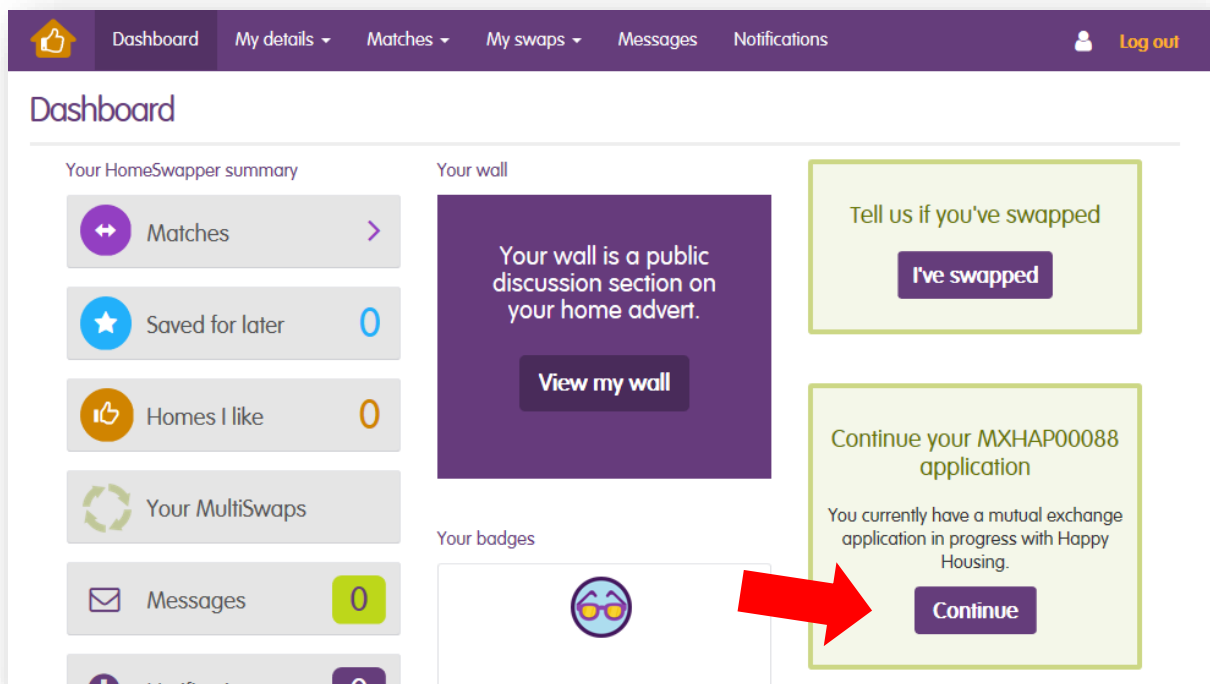 Dashboard
My details
Matches
My swaps
Messages
Notifications
Log out
Dashboard
Your HomeSwapper summary
Matches
Saved for later
0
Homes I like
0
Your MultiSwaps
Messages
0
Your wall
Your wall is a public
discussion section on
your home advert.
View my wall
Your badges
Tell us if you've swapped
I've swapped
Continue your MXHAP00088
application
You currently have a mutual exchange
application in progress with Happy
Housing.
Continue